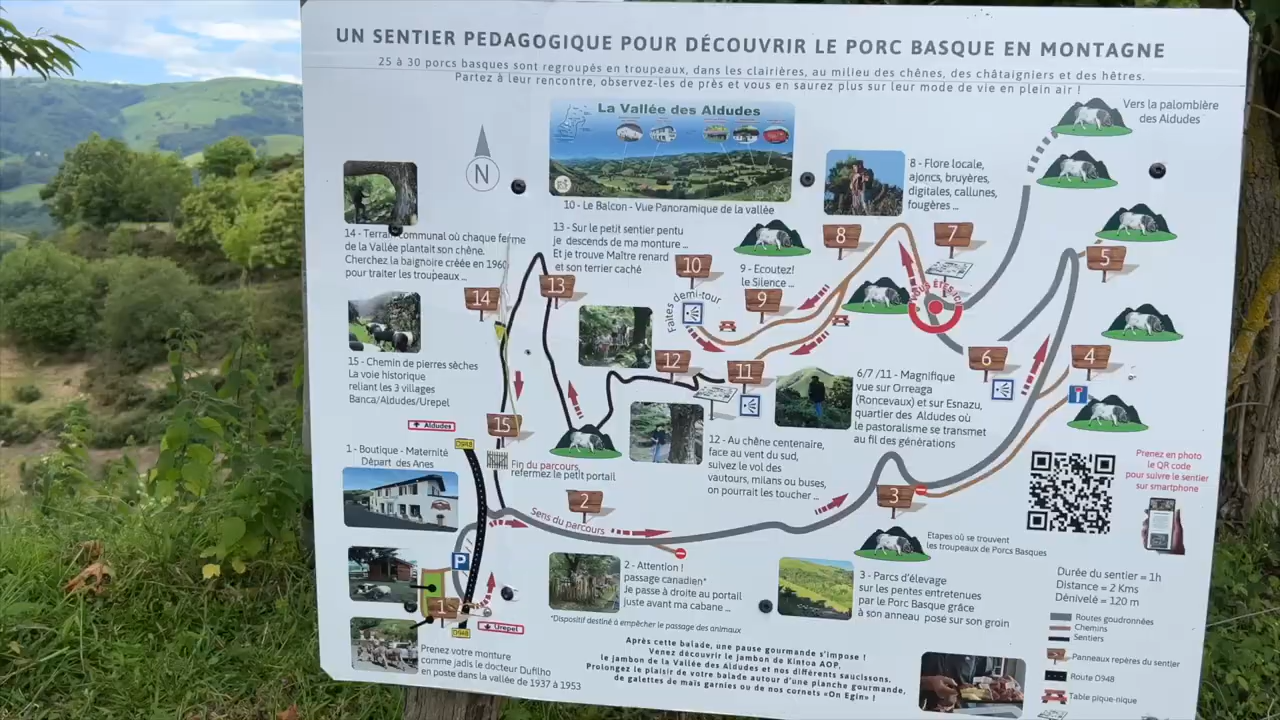 UN SENTIER PEDAGOGIQUE POUR DÉCOUVRIR LE PORC BASQUE EN MONTAGNE
25 à 30 porcs basques sont regroupés en troupeaux, dans les clairières, au milieu des chênes, des châtaigniers et des hêtres.
Partez à leur rencontre, observez-les de près et vous en saurez plus sur leur mode de vie en plein air !
La Vallée des Aldudes
10 - Le Balcon - Vue Panoramique de la vallée
N
Vers la palombière
des Aldudes
8 - Flore locale,
ajoncs, bruyères,
digitales, callunes,
fougères ...
14 - Terrain communal où chaque ferme
de la Vallée plantait son chêne.
Cherchez la baignoire créée en 1960
pour traiter les troupeaux ...
13 - Sur le petit sentier pentu
je descends de ma monture ...
Et je trouve Maître renard
et son terrier caché
9 - Ecoutez!
le Silence ...
10
8
7
5
14
13
9
Faites demi-tour
VOUS ÊTES ICI
12
11
6
4
15 - Chemin de pierres sèches
La voie historique
reliant les 3 villages
Banca/Aldudes/Urepel
6/7 /11 - Magnifique
vue sur Orreaga
(Roncevaux) et sur Esnazu,
quartier des Aldudes où
le pastoralisme se transmet
au fil des générations
Aldudes
15
D948
Fin du parcours,
refermez le petit portail
12 - Au chêne centenaire,
face au vent du sud,
suivez le vol des
vautours, milans ou buses,
on pourrait les toucher ...
Prenez en photo
le QR code
pour suivre le sentier
sur smartphone
1 - Boutique - Maternité
Départ des Anes
2
3
Sens du parcours
Etapes où se trouvent
les troupeaux de Porcs Basques
P
2 - Attention !
passage canadien*
je passe à droite au portail
juste avant ma cabane ...
*Dispositif destiné à empêcher le passage des animaux
3 - Parcs d'élevage
sur les pentes entretenues
par le Porc Basque grâce
à son anneau posé sur son groin
Durée du sentier = 1h
Distance = 2 Kms
Dénivelé = 120 m
Routes goudronnées
Chemins
Sentiers
Panneaux repères du sentier
Route D948
Table pique-nique
1
D948
Urepel
Prenez votre monture
comme jadis le docteur Dufilho
en poste dans la vallée de 1937 à 1953
Après cette balade, une pause gourmande s'impose !
Venez découvrir le jambon de Kintoa AOP,
le jambon de la Vallée des Aldudes et nos différents saucissons.
Prolongez le plaisir de votre balade autour d'une planche gourmande,
de galettes de maïs garnies ou de nos cornets «On Egin» !